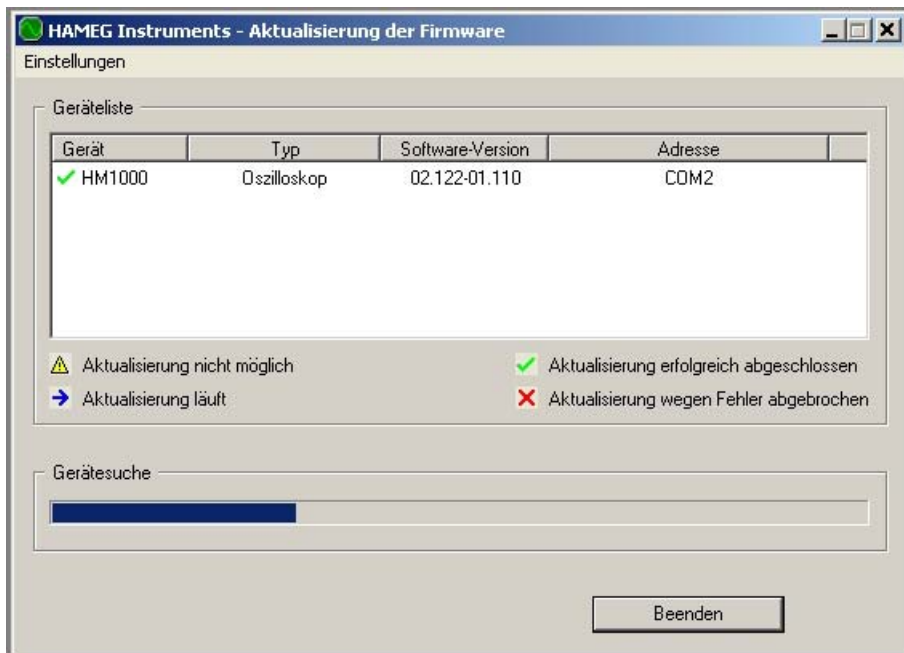 HAMEG Instruments - Aktualisierung der Firmware
Einstellungen
Geräteliste
Gerät Typ Software-Version Adresse
HM1000 Oszilloskop 02.122-01.110 COM2
Aktualisierung nicht möglich Aktualisierung erfolgreich abgeschlossen
Aktualisierung läuft Aktualisierung wegen Fehler abgebrochen
Gerätesuche
Beenden